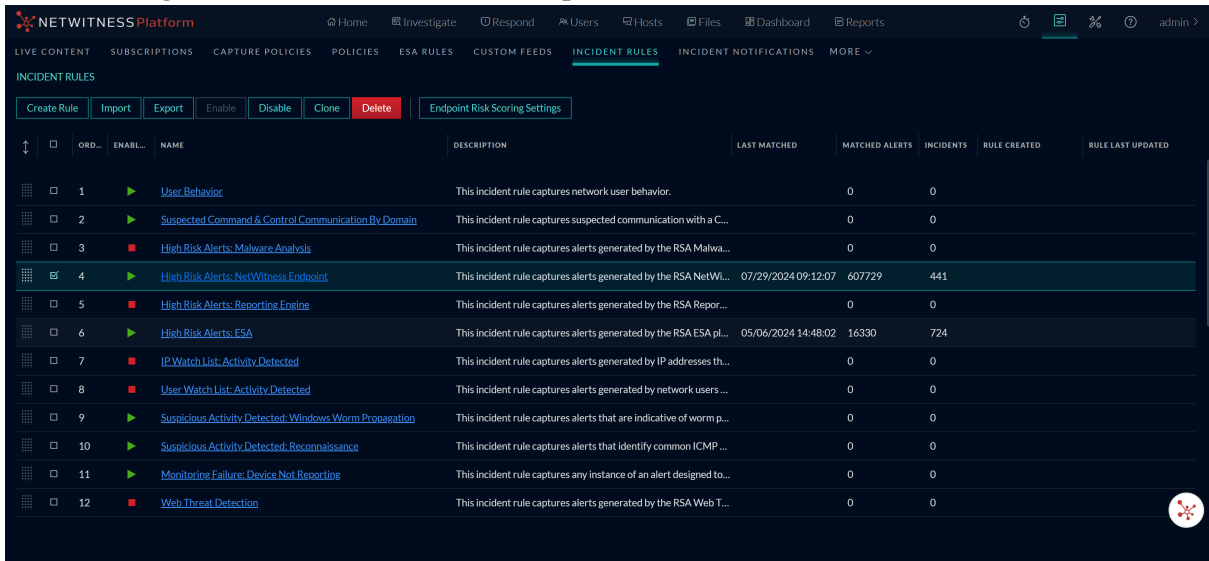 NETWITNESS Platform Home Investigate Respond Users Hosts Files Dashboard Reports admin >
LIVE CONTENT SUBSCRIPTIONS CAPTURE POLICIES POLICIES ESA RULES CUSTOM FEEDS INCIDENT RULES INCIDENT NOTIFICATIONS MORE
INCIDENT RULES
Create Rule Import Export Enable Disable Clone Delete Endpoint Risk Scoring Settings
ORD... ENABL... NAME DESCRIPTION LAST MATCHED MATCHED ALERTS INCIDENTS RULE CREATED RULE LAST UPDATED
1 User Behavior This incident rule captures network user behavior. 0 0
2 Suspected Command & Control Communication By Domain This incident rule captures suspected communication with a C... 0 0
3 High Risk Alerts: Malware Analysis This incident rule captures alerts generated by the RSA Malwa... 0 0
4 High Risk Alerts: NetWitness Endpoint This incident rule captures alerts generated by the RSA NetWi... 07/29/2024 09:12:07 607729 441
5 High Risk Alerts: Reporting Engine This incident rule captures alerts generated by the RSA Repor... 0 0
6 High Risk Alerts: ESA This incident rule captures alerts generated by the RSA ESA pl... 05/06/2024 14:48:02 16330 724
7 IP Watch List: Activity Detected This incident rule captures alerts generated by IP addresses th... 0 0
8 User Watch List: Activity Detected This incident rule captures alerts generated by network users ... 0 0
9 Suspicious Activity Detected: Windows Worm Propagation This incident rule captures alerts that are indicative of worm p... 0 0
10 Suspicious Activity Detected: Reconnaissance This incident rule captures alerts that identify common ICMP ... 0 0
11 Monitoring Failure: Device Not Reporting This incident rule captures any instance of an alert designed to... 0 0
12 Web Threat Detection This incident rule captures alerts generated by the RSA Web T... 0 0